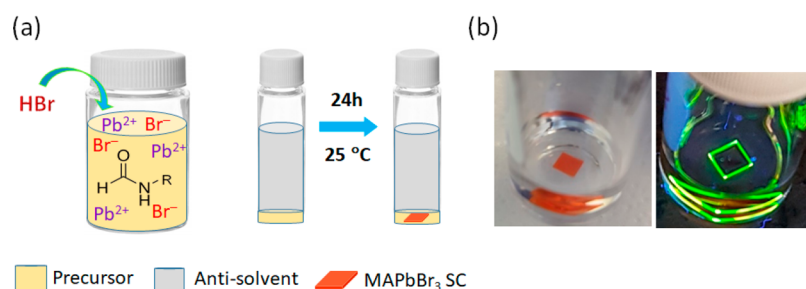 (a)
(b)
HBr
Pb²⁺ Br⁻
Br⁻
Pb²⁺
O
H N R
H
Pb²⁺
Br⁻
24h
25 °C
Precursor
Anti-solvent
MAPbBr₃ SC